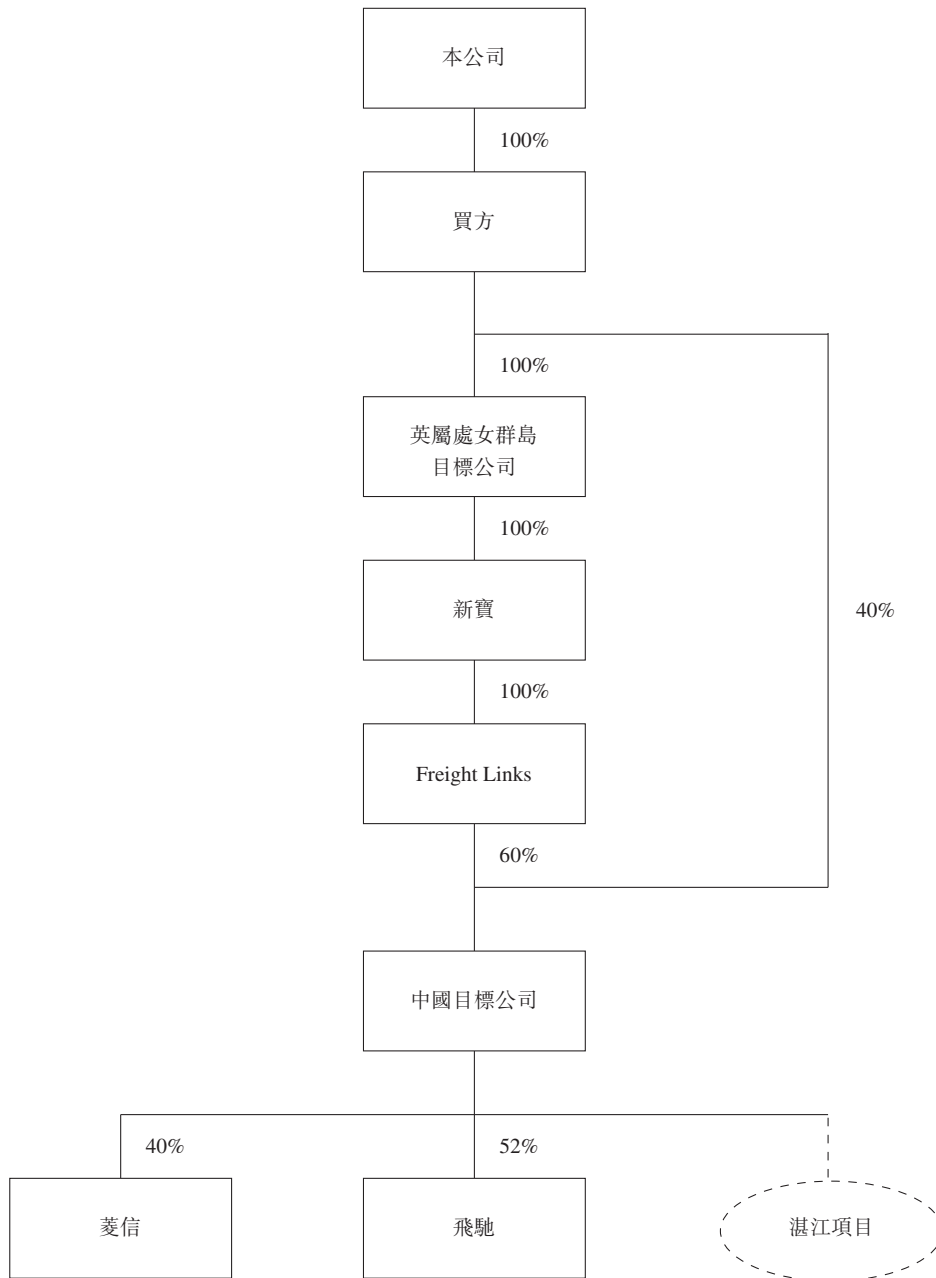 本公司
100%
買方
100%
英屬處女群島
目標公司
100%
新寶
40%
100%
Freight Links
60%
中國目標公司
40%
52%
菱信
飛馳
湛江項目